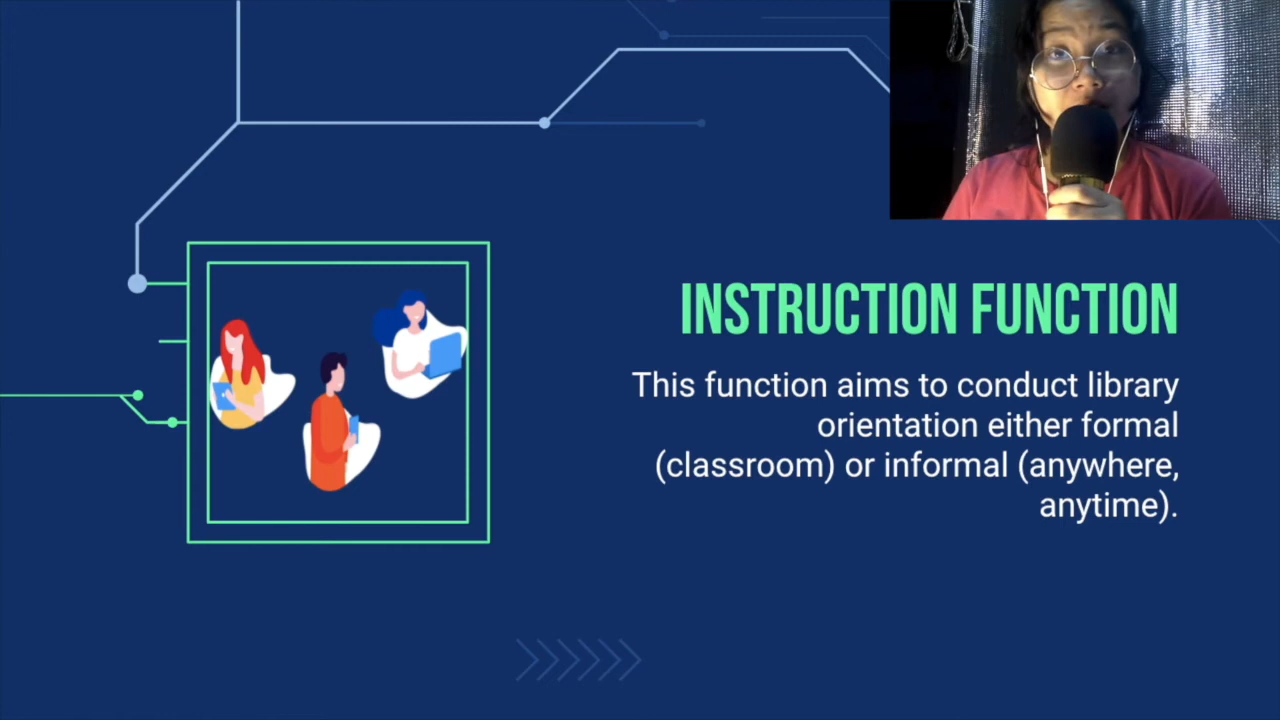 INSTRUCTION FUNCTION
This function aims to conduct library
orientation either formal
(classroom) or informal (anywhere,
anytime).